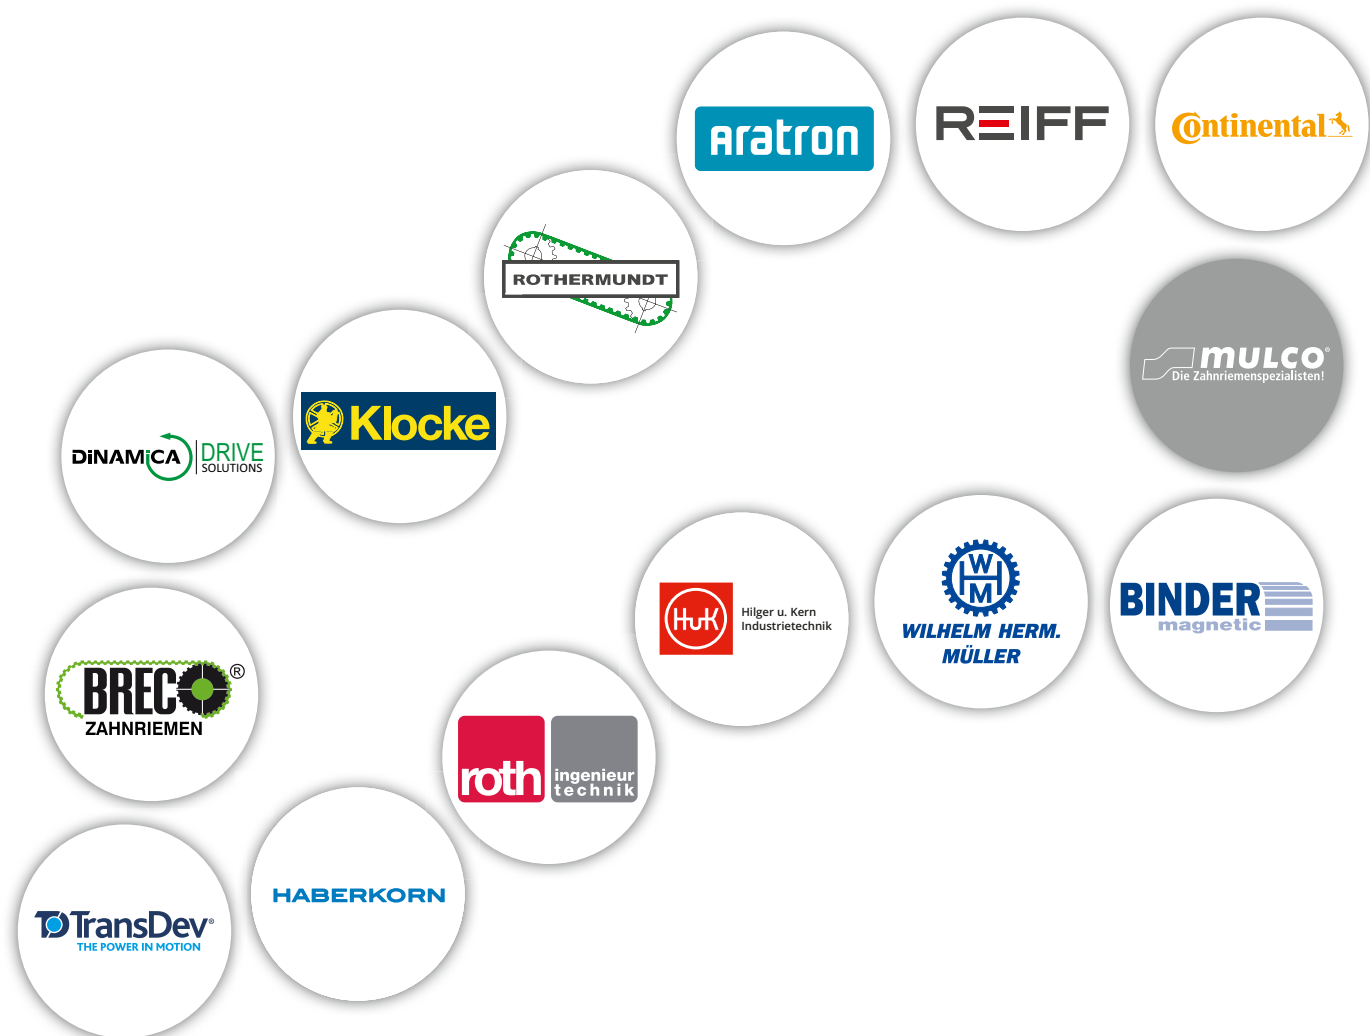 aratron
REIFF
Continental
ROTHERMUNDT
mulco®
Die Zahnriemenspezialisten!
Klocke
DiNAMiCA
DRIVE
SOLUTIONS
HuK
Hilger u. Kern
Industrietechnik
WHM
WILHELM HERM.
MÜLLER
BINDER
magnetic
BRECO®
ZAHNRIEMEN
roth
ingenieur
technik
HABERKORN
TransDev®
THE POWER IN MOTION